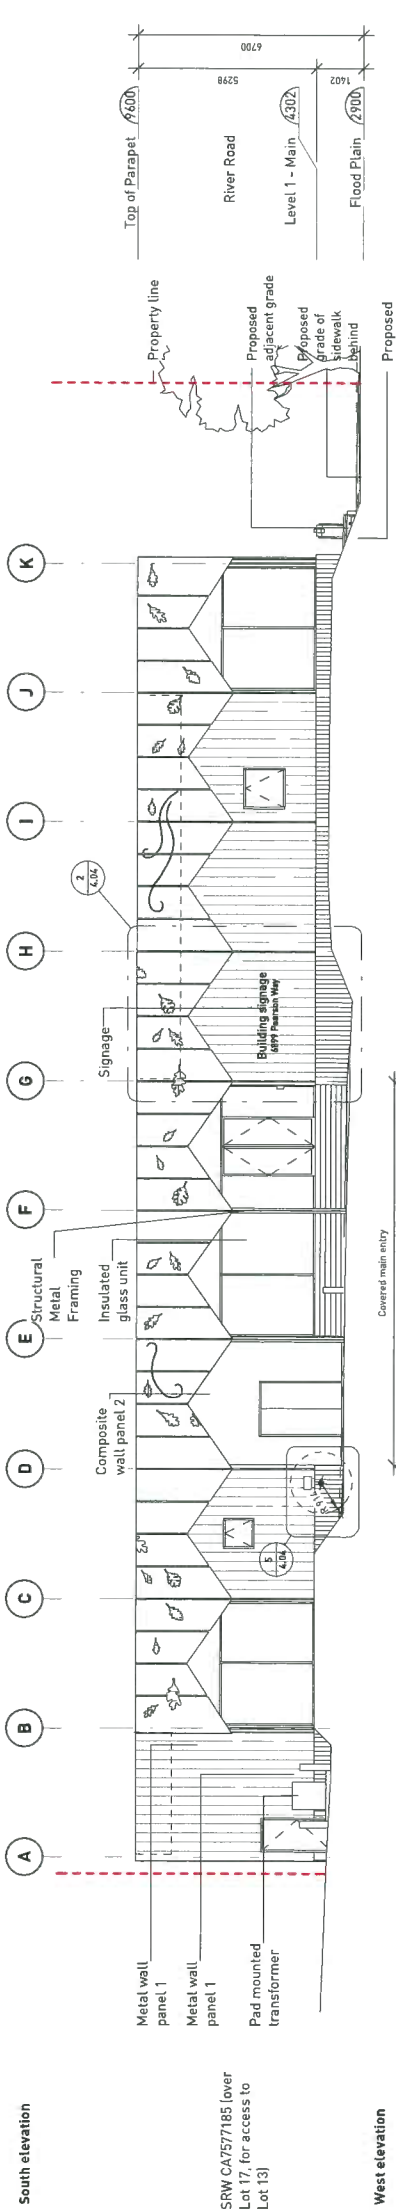 South elevation
A
B
C
D
E
F
G
H
I
J
K
2
4.04
5
4.04
Metal wall
panel 1
Metal wall
panel 1
Pad mounted
transformer
Composite
wall panel 2
Structural
Metal
Framing
Insulated
glass unit
Signage
Building signage
6899 Pearson Way
Covered main entry
Property line
Proposed
adjacent grade
Proposed
grade of
sidewalk
behind
Proposed
Top of Parapet
9600
River Road
Level 1 - Main
4302
Flood Plain
2900
5298
1402
6700
SRW CA7577185 (over
Lot 17, for access to
Lot 13)
West elevation